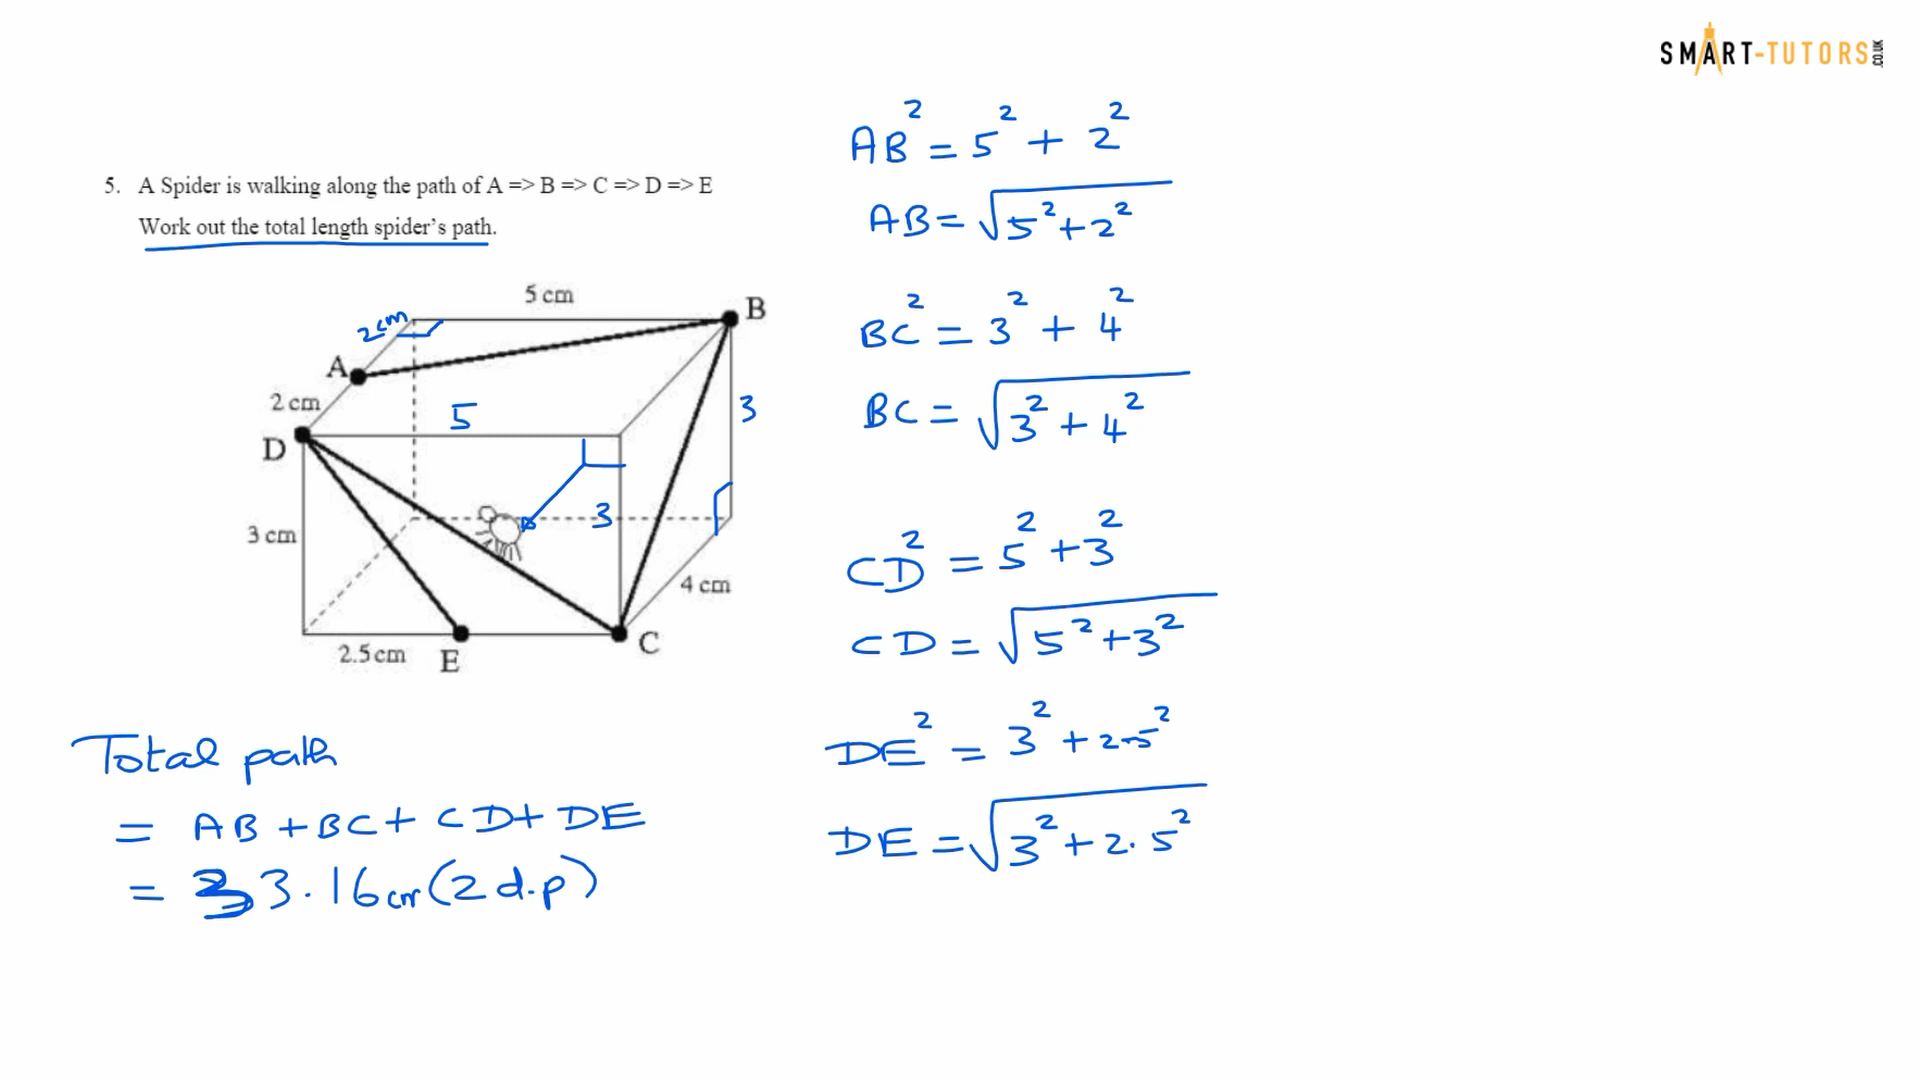 SMART-TUTORS.CO.UK
5. A Spider is walking along the path of A => B => C => D => E
Work out the total length spider's path.
5 cm
B
2cm
A
2 cm
5
3
D
3
3 cm
4 cm
C
2.5cm
E
Total path
= AB + BC + CD + DE
= 3.16cm (2 d.p)
AB² = 5² + 2²
AB = √5²+2²
BC² = 3² + 4²
BC = √3² + 4²
CD² = 5² + 3²
CD = √5² + 3²
DE² = 3² + 2.5²
DE = √3² + 2.5²